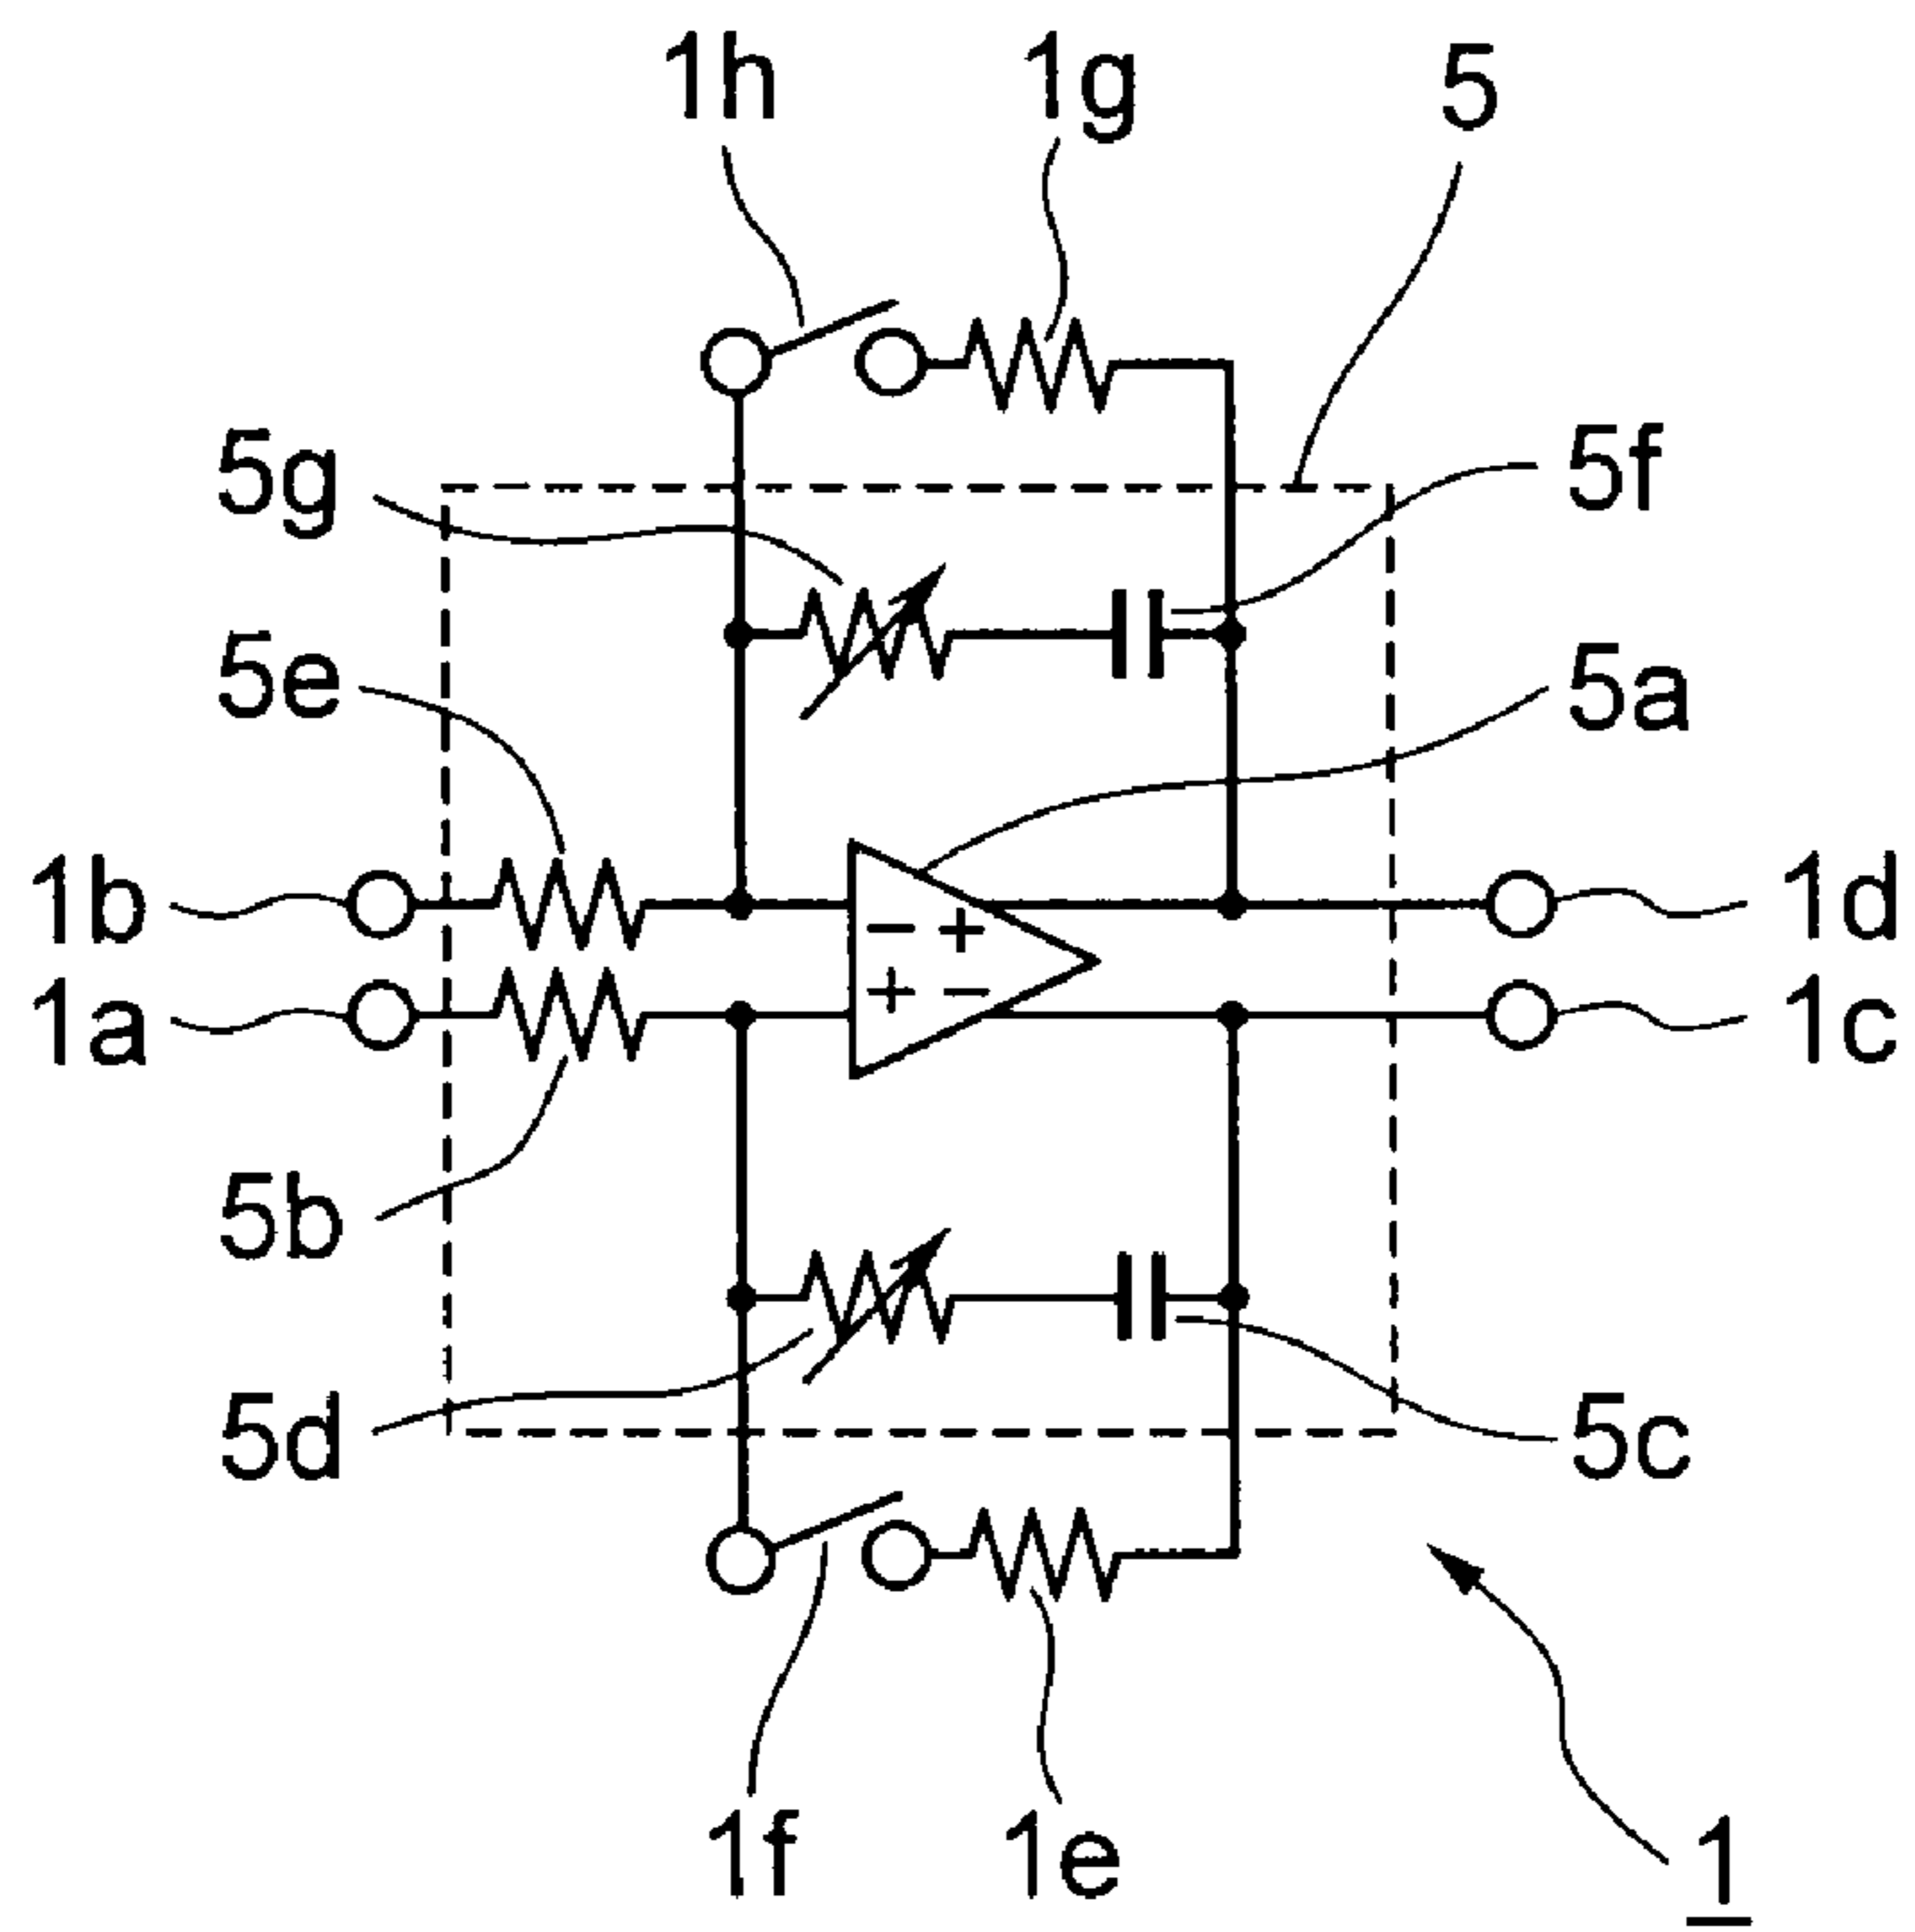 1h 1g 5
5g 5f
5e 5a
1b 1d
− +
+ −
1a 1c
5b
5d 5c
1f 1e 1